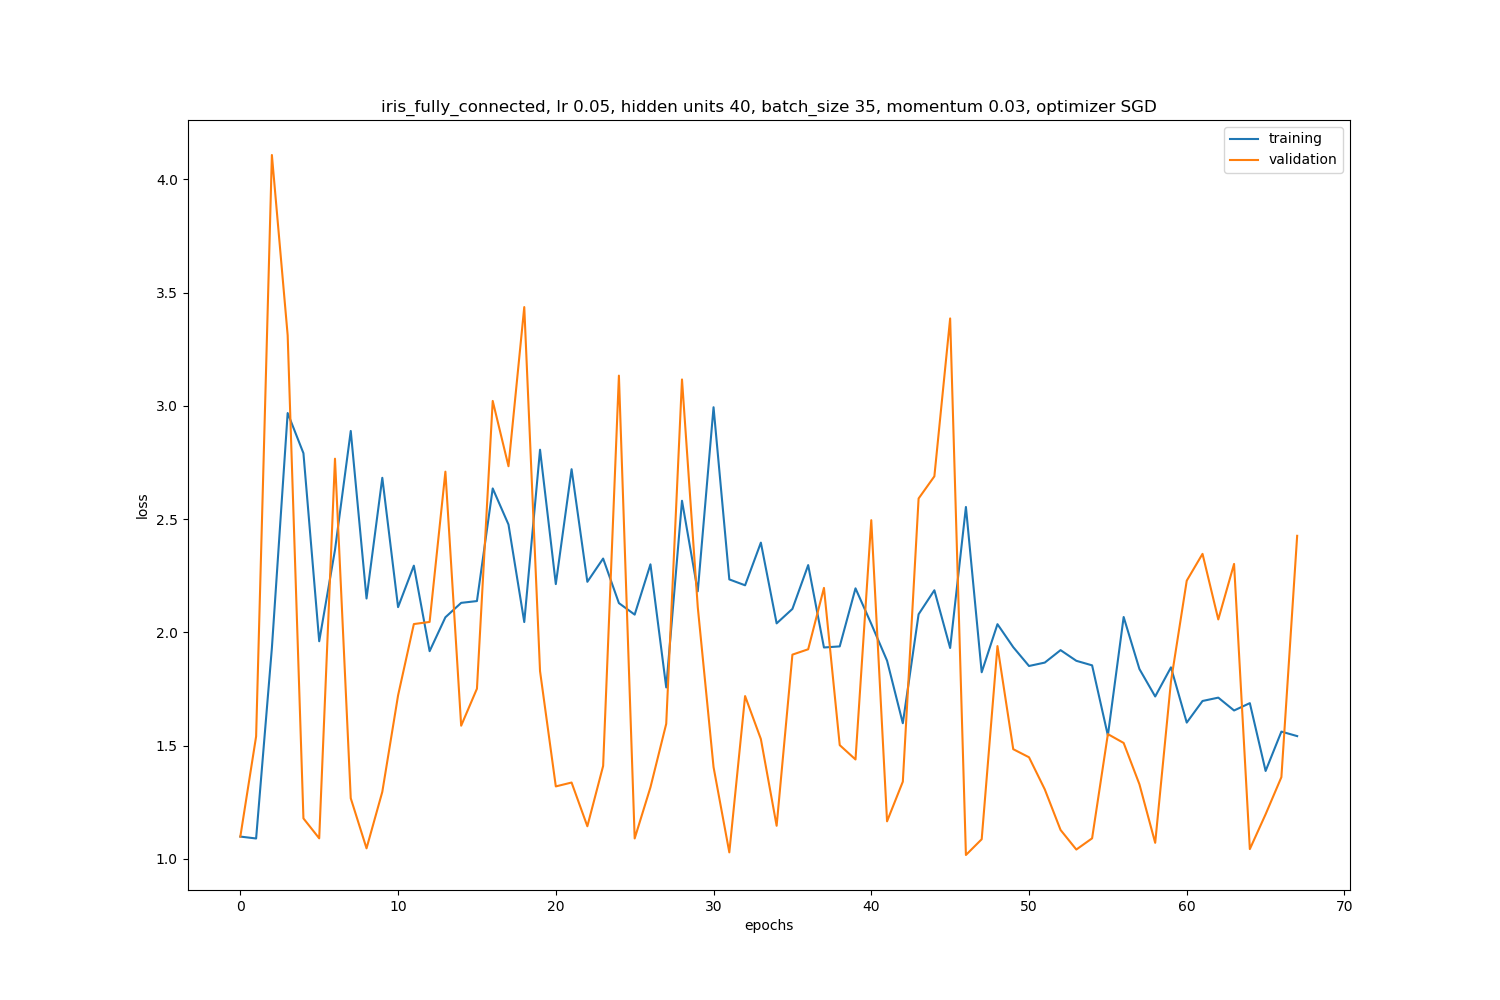 iris_fully_connected, lr 0.05, hidden units 40, batch_size 35, momentum 0.03, optimizer SGD
training
validation
4.0
3.5
3.0
2.5
2.0
1.5
1.0
loss
0 10 20 30 40 50 60 70
epochs